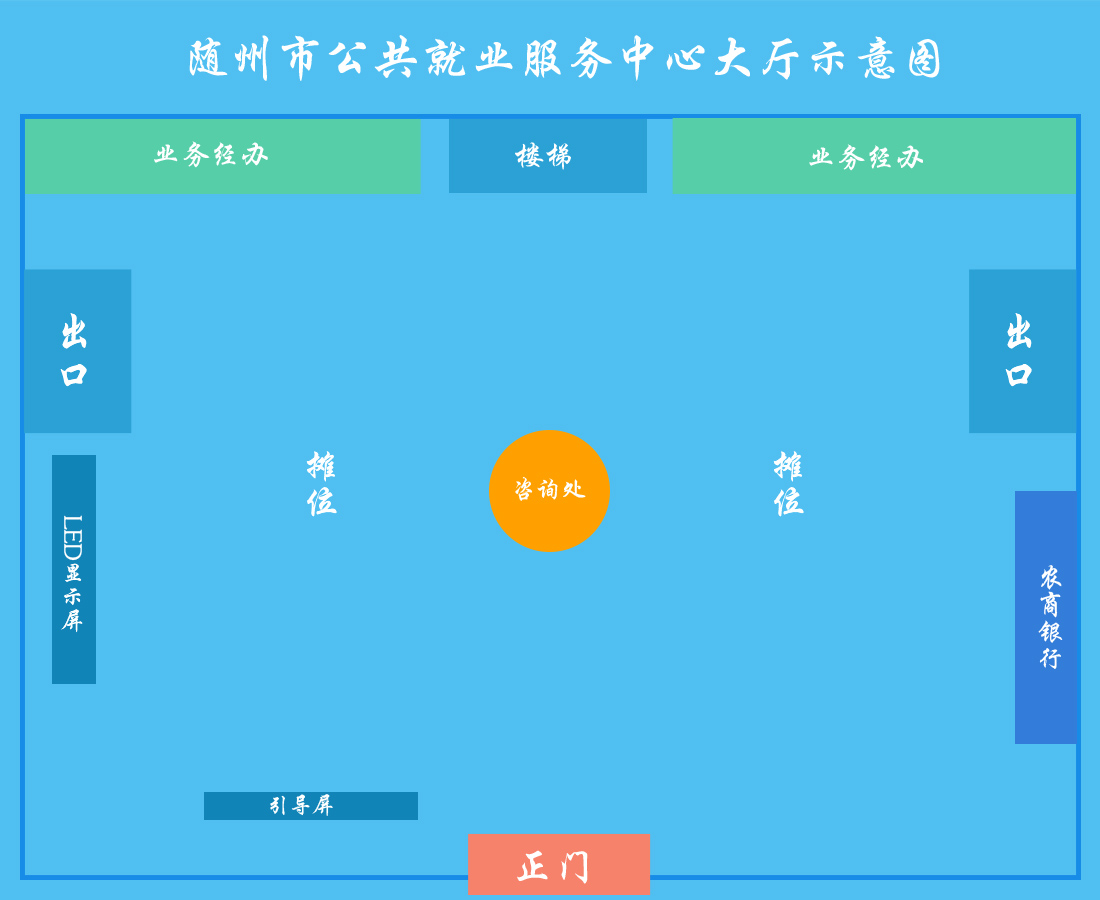 随州市公共就业服务中心大厅示意图
业务经办
楼梯
业务经办
出口
出口
摊位
咨询处
摊位
LED显示屏
农商银行
引导屏
正门